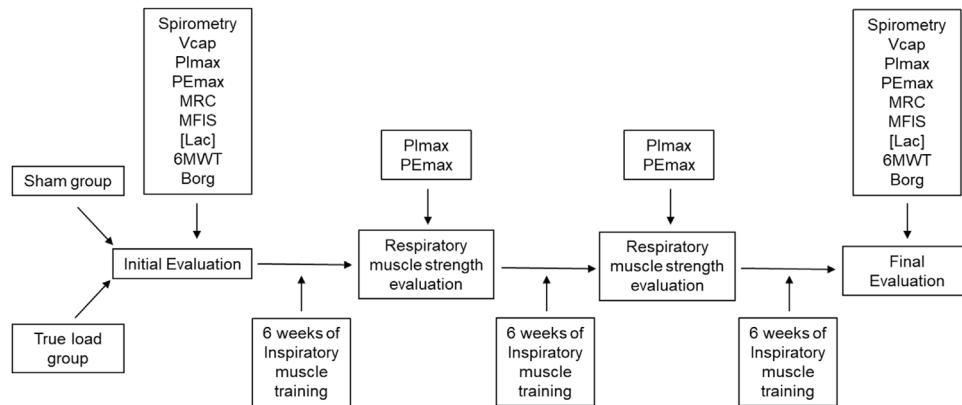 Spirometry
Vcap
PImax
PEmax
MRC
MFIS
[Lac]
6MWT
Borg
Sham group
True load
group
Initial Evaluation
PImax
PEmax
Respiratory
muscle strength
evaluation
6 weeks of
Inspiratory
muscle
training
PImax
PEmax
Respiratory
muscle strength
evaluation
6 weeks of
Inspiratory
muscle
training
6 weeks of
Inspiratory
muscle
training
Spirometry
Vcap
PImax
PEmax
MRC
MFIS
[Lac]
6MWT
Borg
Final
Evaluation